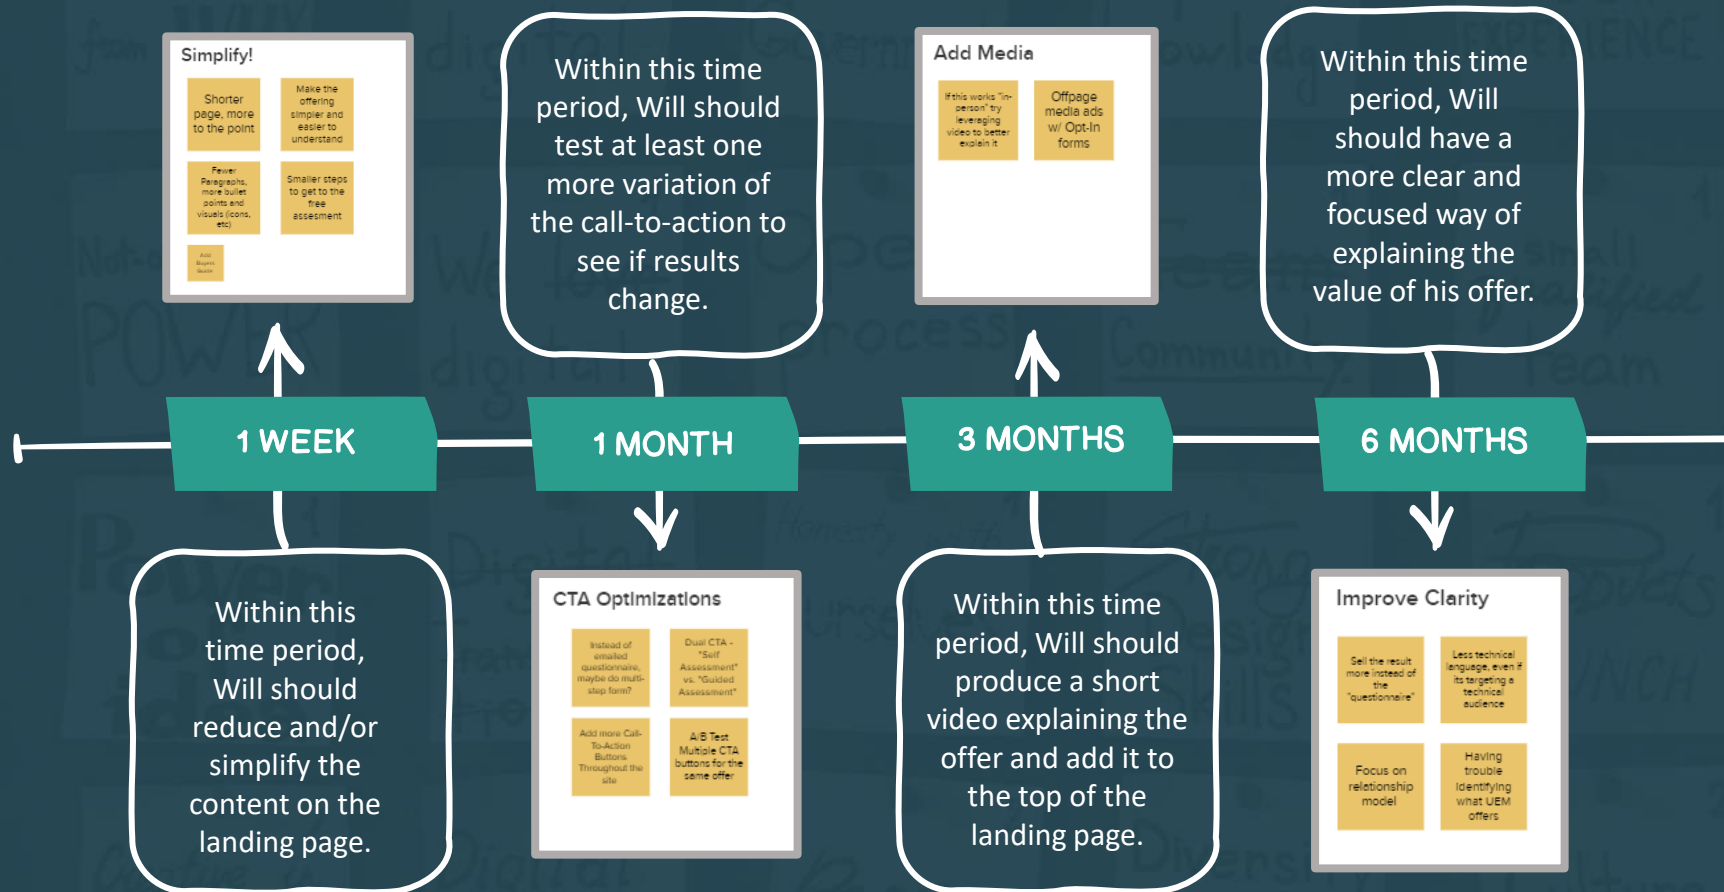 Simplify!
Shorter
page, more
to the point
Make the
offering
simpler and
easier to
understand
Fewer
Paragraphs,
more bullet
points and
visuals (icons,
etc)
Smaller steps
to get to the
free
assesment
Add
Buyers
Guide
Within this time
period, Will should
test at least one
more variation of
the call-to-action to
see if results
change.
Add Media
If this works "in-
person" try
leveraging
video to better
explain it
Offpage
media ads
w/ Opt-In
forms
Within this time
period, Will
should have a
more clear and
focused way of
explaining the
value of his offer.
1 WEEK
1 MONTH
3 MONTHS
6 MONTHS
Within this
time period,
Will should
reduce and/or
simplify the
content on the
landing page.
CTA Optimizations
Instead of
emailed
questionnaire,
maybe do multi-
step form?
Dual CTA -
"Self
Assessment"
vs. "Guided
Assessment"
Add more Call-
To-Action
Buttons
Throughout the
site
A/B Test
Multiple CTA
buttons for the
same offer
Within this time
period, Will should
produce a short
video explaining the
offer and add it to
the top of the
landing page.
Improve Clarity
Sell the result
more instead of
the
"questionnaire"
Less technical
language, even if
its targeting a
technical
audience
Focus on
relationship
model
Having
trouble
identifying
what UEM
offers